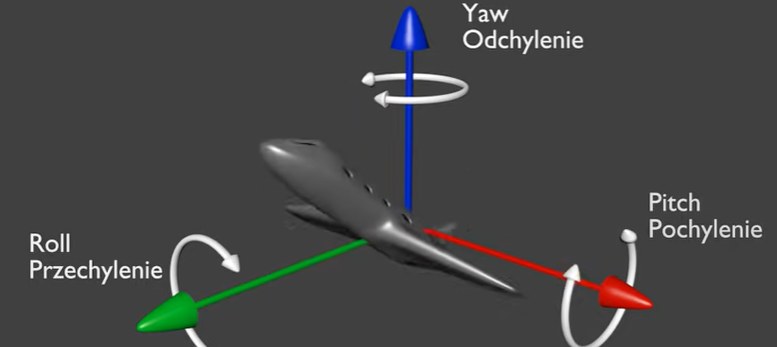 Yaw
Odchylenie
Pitch
Pochylenie
Roll
Przechylenie